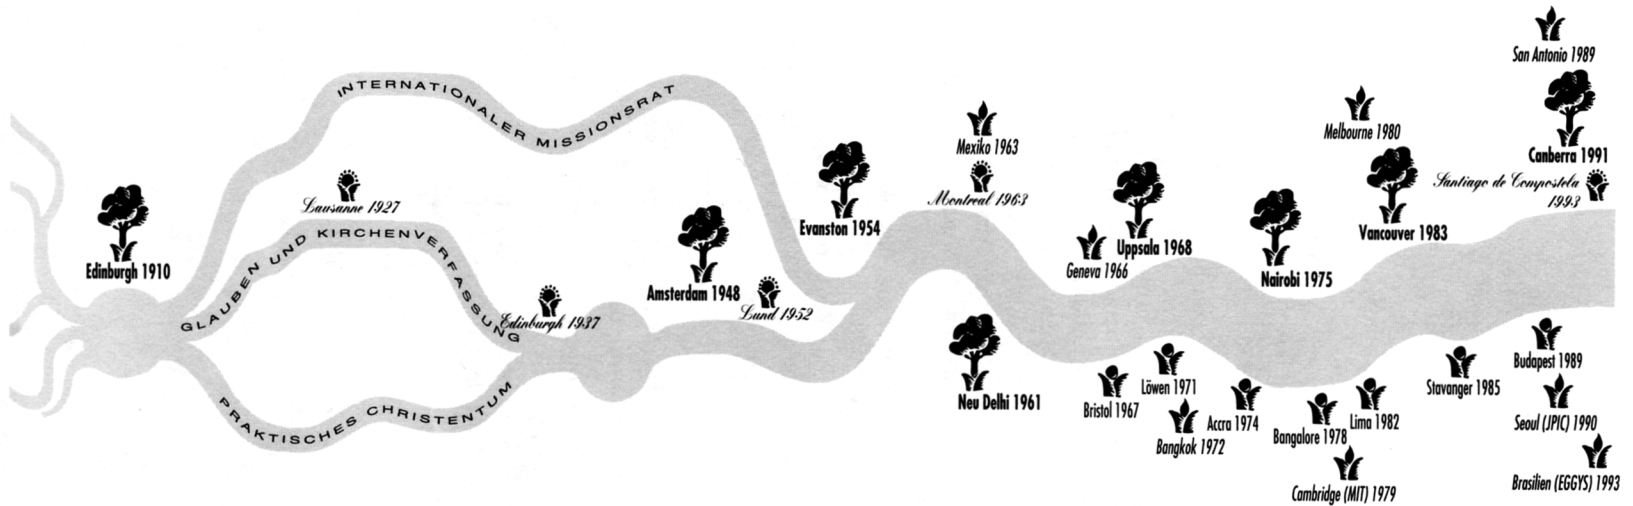 San Antonio 1989
INTERNATIONALER MISSIONSRAT
Melbourne 1980
Mexiko 1963
Canberra 1991
Santiago de Compostela
1993
Lausanne 1927
Montreal 1963
Evanston 1954
Vancouver 1983
GLAUBEN UND KIRCHENVERFASSUNG
Uppsala 1968
Edinburgh 1910
Geneva 1966
Nairobi 1975
Amsterdam 1948
Lund 1952
Edinburgh 1937
Budapest 1989
Löwen 1971
Stavanger 1985
Neu Delhi 1961
Bristol 1967
PRAKTISCHES CHRISTENTUM
Accra 1974
Lima 1982
Seoul (JPIC) 1990
Bangalore 1978
Bangkok 1972
Brasilien (EGGYS) 1993
Cambridge (MIT) 1979